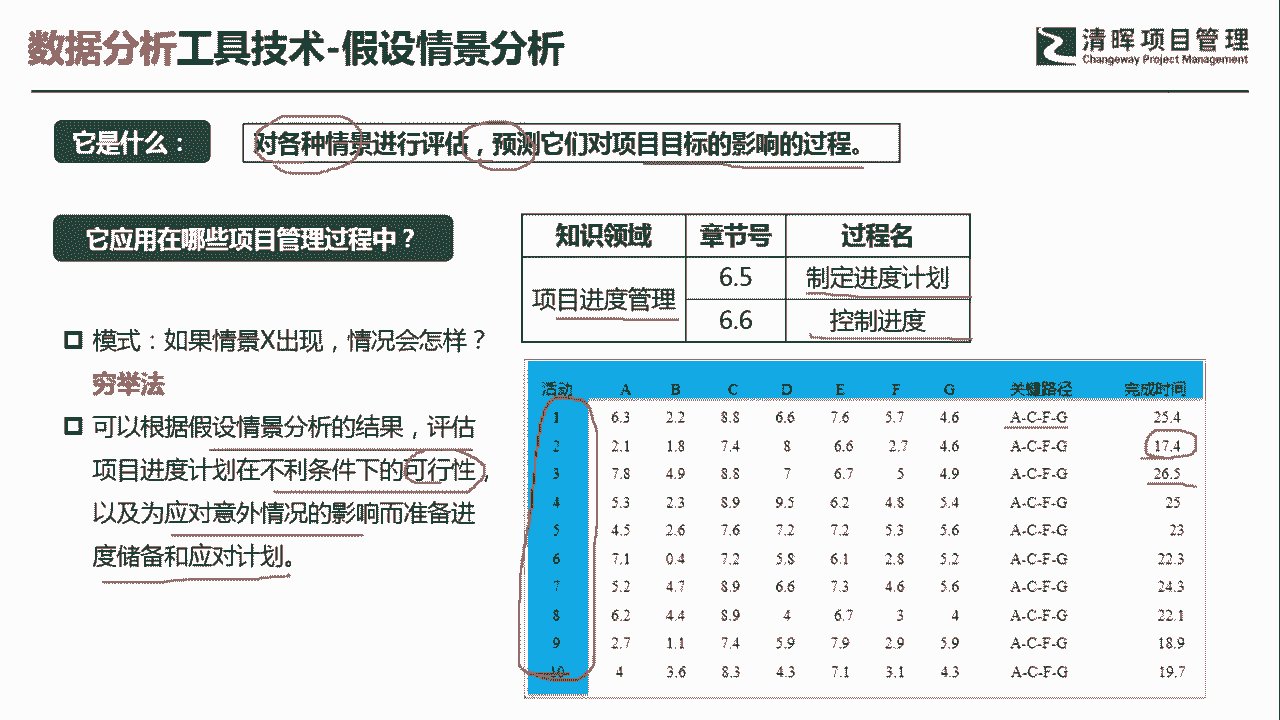 数据分析工具技术-假设情景分析
清晖项目管理
Changeway Project Management
它是什么：
对各种情景进行评估，预测它们对项目目标的影响的过程。
它应用在哪些项目管理过程中？
知识领域 章节号 过程名
项目进度管理 6.5 制定进度计划
6.6 控制进度
模式：如果情景X出现，情况会怎样？
穷举法
可以根据假设情景分析的结果，评估
项目进度计划在不利条件下的可行性，
以及为应对意外情况的影响而准备进
度储备和应对计划。
活动 A B C D E F G 关键路径 完成时间
1 6.3 2.2 8.8 6.6 7.6 5.7 4.6 A-C-F-G 25.4
2 2.1 1.8 7.4 8 6.6 2.7 4.6 A-C-F-G 17.4
3 7.8 4.9 8.8 7 6.7 5 4.9 A-C-F-G 26.5
4 5.3 2.3 8.9 9.5 6.2 4.8 5.4 A-C-F-G 25
5 4.5 2.6 7.6 7.2 7.2 5.3 5.6 A-C-F-G 23
6 7.1 0.4 7.2 5.8 6.1 2.8 5.2 A-C-F-G 22.3
7 5.2 4.7 8.9 6.6 7.3 4.6 5.6 A-C-F-G 24.3
8 6.2 4.4 8.9 4 6.7 3 4 A-C-F-G 22.1
9 2.7 1.1 7.4 5.9 7.9 2.9 5.9 A-C-F-G 18.9
10 4 3.6 8.3 4.3 7.1 3.1 4.3 A-C-F-G 19.7